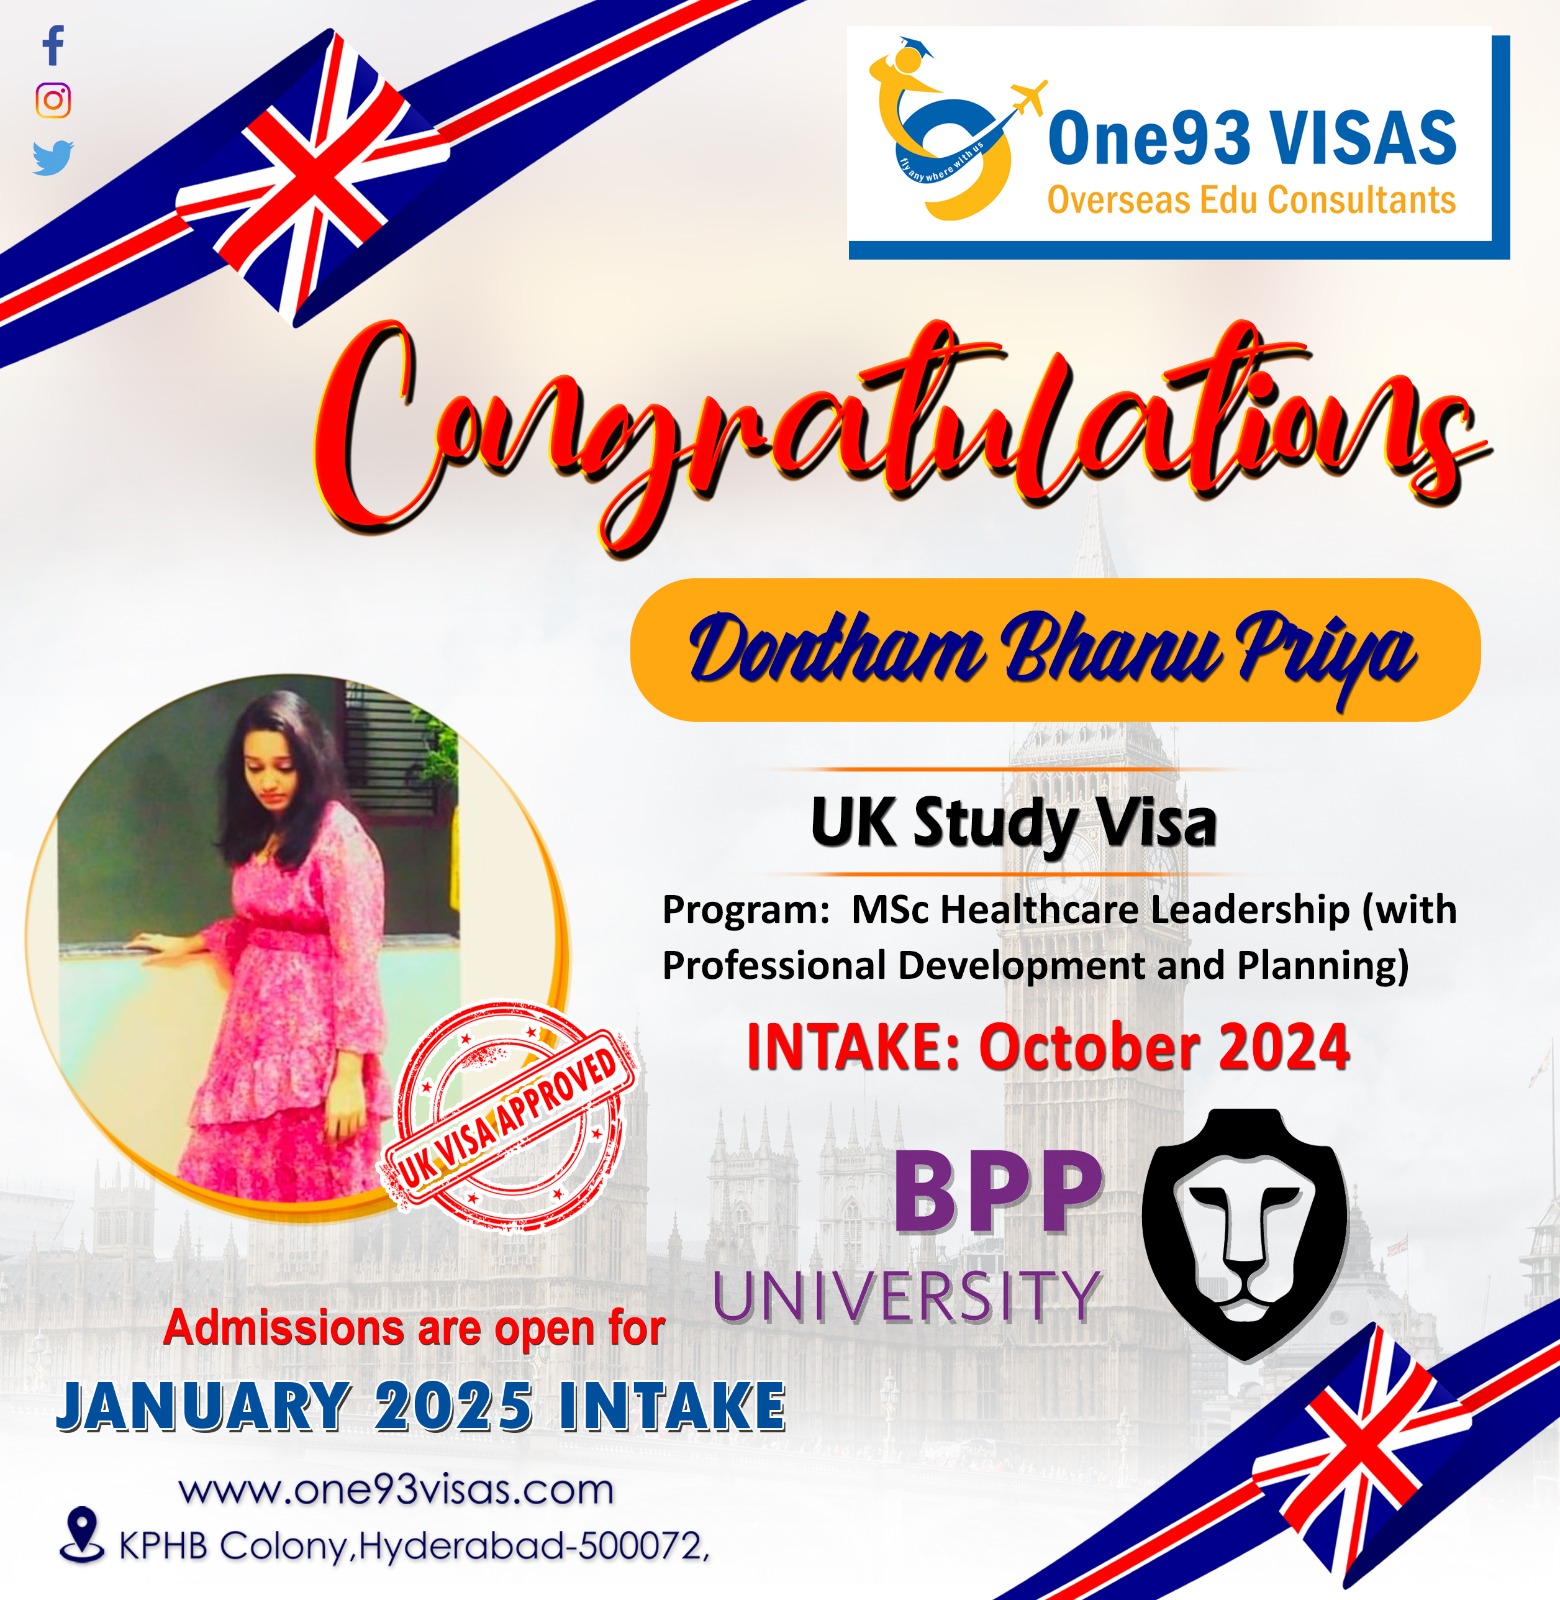 One93 VISAS
Overseas Edu Consultants
fly any where with us
Congratulations
Dontham Bhanu Priya
UK Study Visa
Program:  MSc Healthcare Leadership (with
Professional Development and Planning)
INTAKE: October 2024
UK VISA APPROVED
BPP
UNIVERSITY
Admissions are open for
JANUARY 2025 INTAKE
www.one93visas.com
KPHB Colony,Hyderabad-500072,